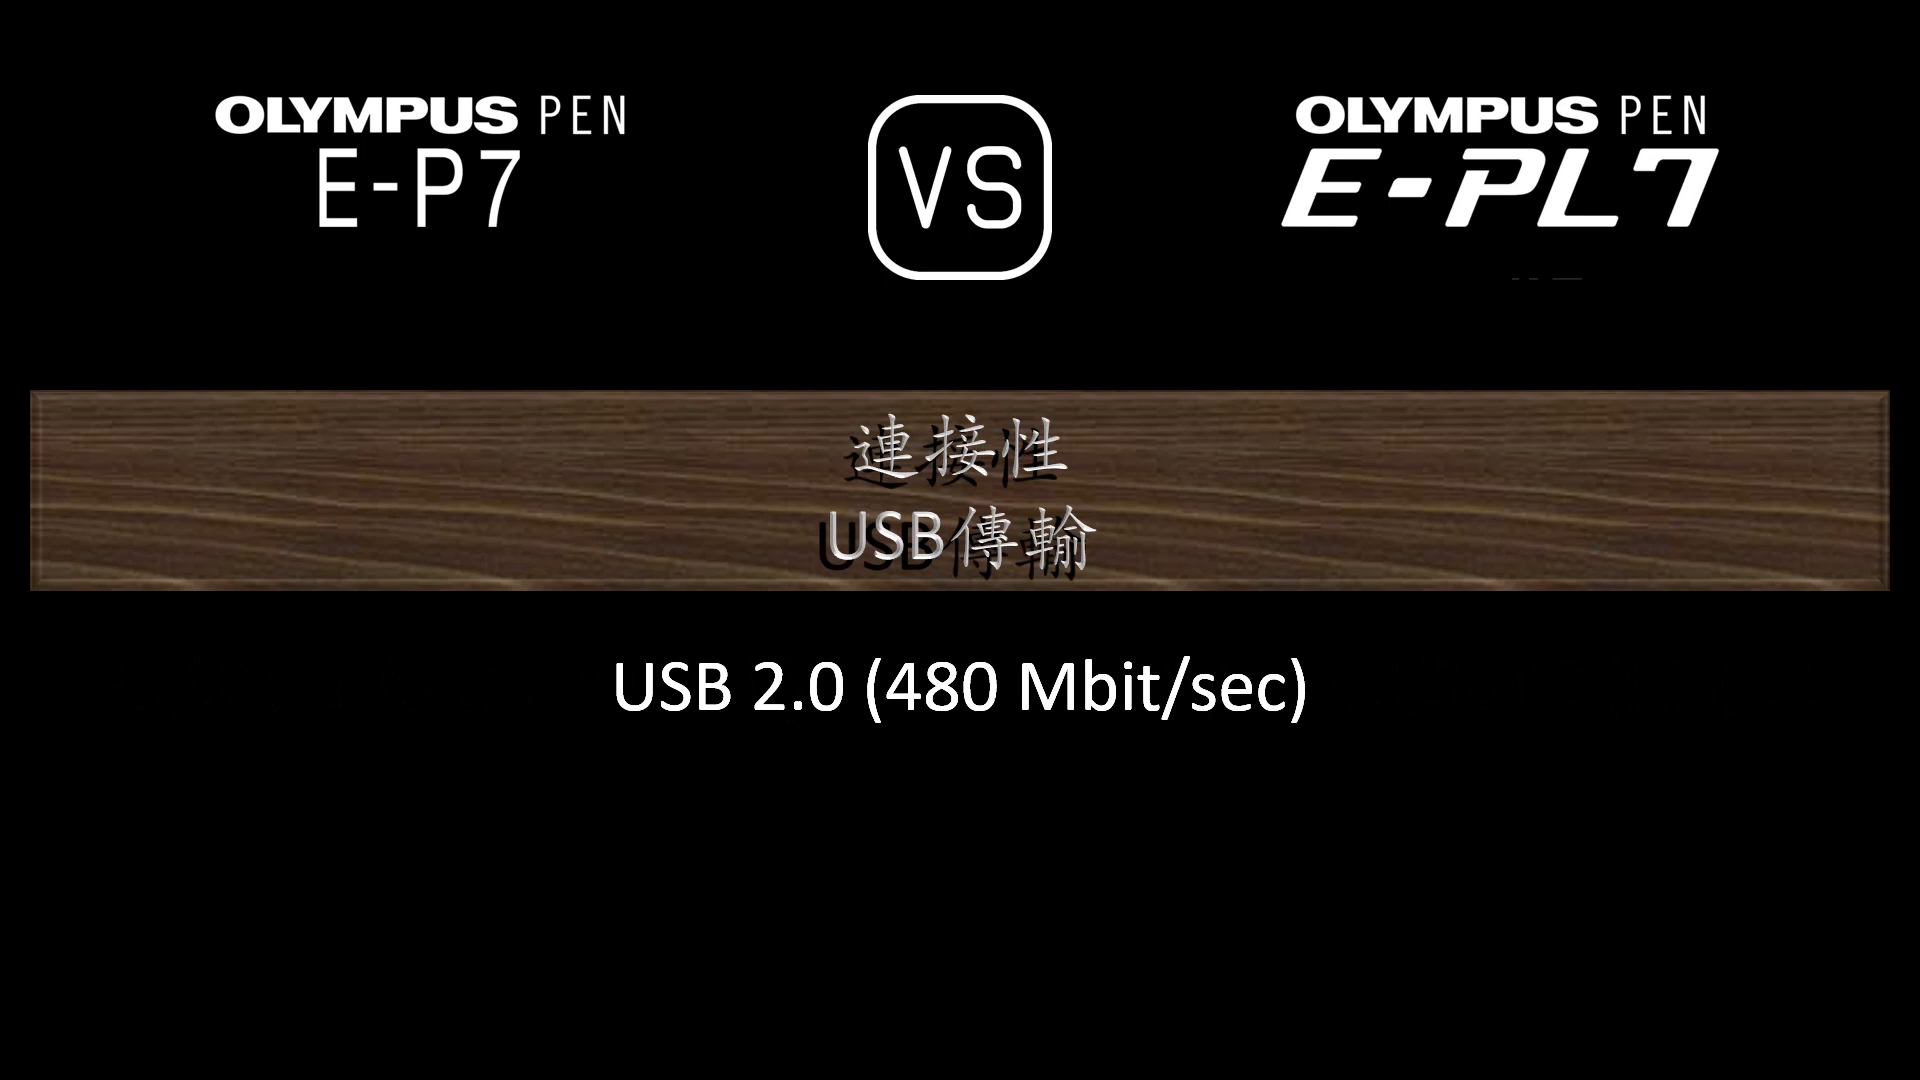 OLYMPUS PEN
E-P7
VS
OLYMPUS PEN
E-PL7
連接性
USB傳輸
USB 2.0 (480 Mbit/sec)